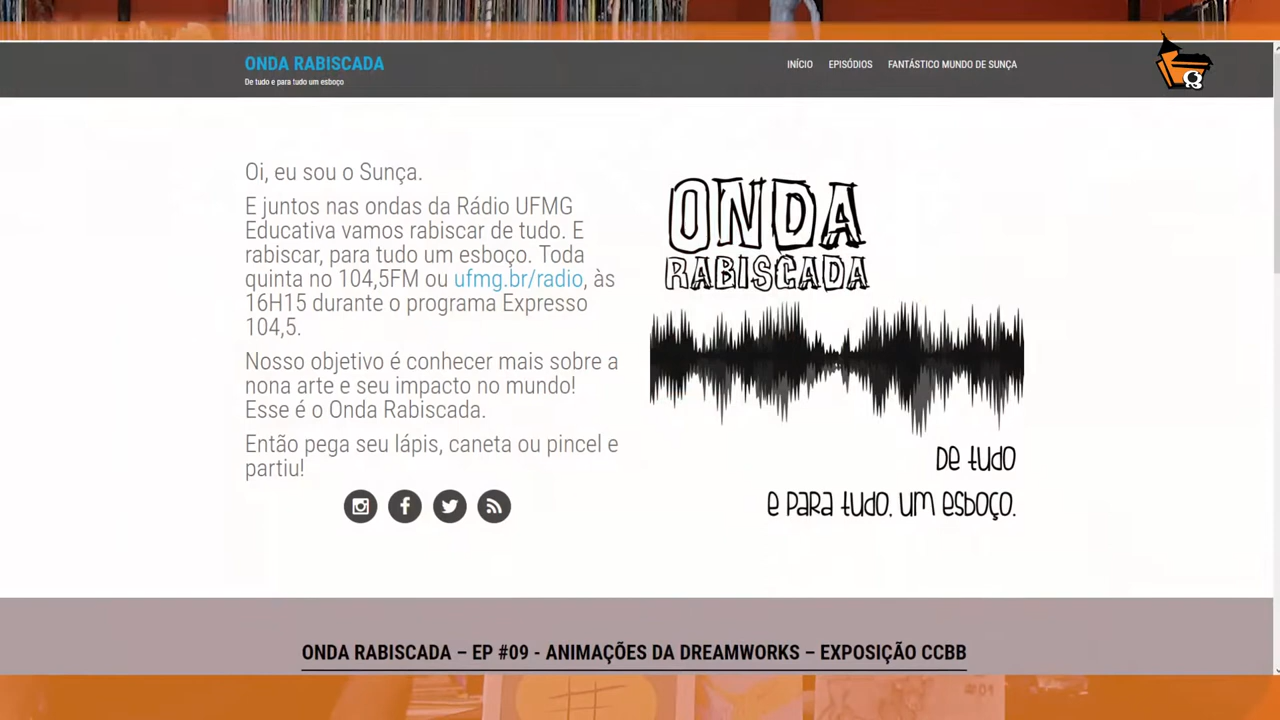 ONDA RABISCADA
De tudo e para tudo um esboço
INÍCIO EPISÓDIOS FANTÁSTICO MUNDO DE SUNÇA
Oi, eu sou o Sunça.
E juntos nas ondas da Rádio UFMG
Educativa vamos rabiscar de tudo. E
rabiscar, para tudo um esboço. Toda
quinta no 104,5FM ou ufmg.br/radio, às
16H15 durante o programa Expresso
104,5.
Nosso objetivo é conhecer mais sobre a
nona arte e seu impacto no mundo!
Esse é o Onda Rabiscada.
Então pega seu lápis, caneta ou pincel e
partiu!
ONDA
RABISCADA
De tudo
e para tudo. um esboço.
ONDA RABISCADA – EP #09 - ANIMAÇÕES DA DREAMWORKS – EXPOSIÇÃO CCBB